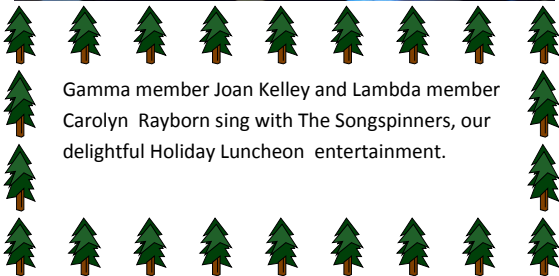 Gamma member Joan Kelley and Lambda member
Carolyn  Rayborn sing with The Songspinners, our
delightful Holiday Luncheon  entertainment.